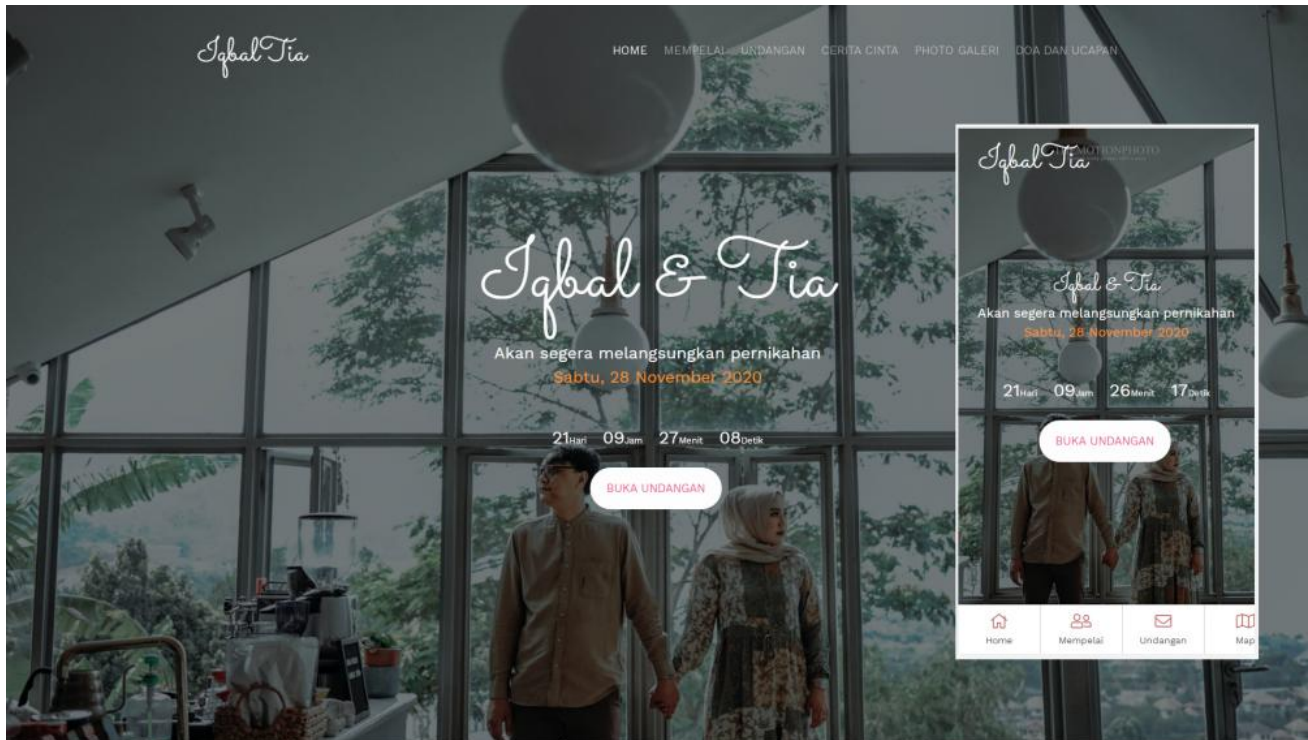 IqbalTia
HOME MEMPELAI UNDANGAN CERITA CINTA PHOTO GALERI DOA DAN UCAPAN
Iqbal & Tia
Akan segera melangsungkan pernikahan
Sabtu, 28 November 2020
21Hari 09Jam 27Menit 08Detik
BUKA UNDANGAN
IqbalTia
Iqbal & Tia
Akan segera melangsungkan pernikahan
Sabtu, 28 November 2020
21Hari 09Jam 26Menit 17Detik
BUKA UNDANGAN
Home Mempelai Undangan Map